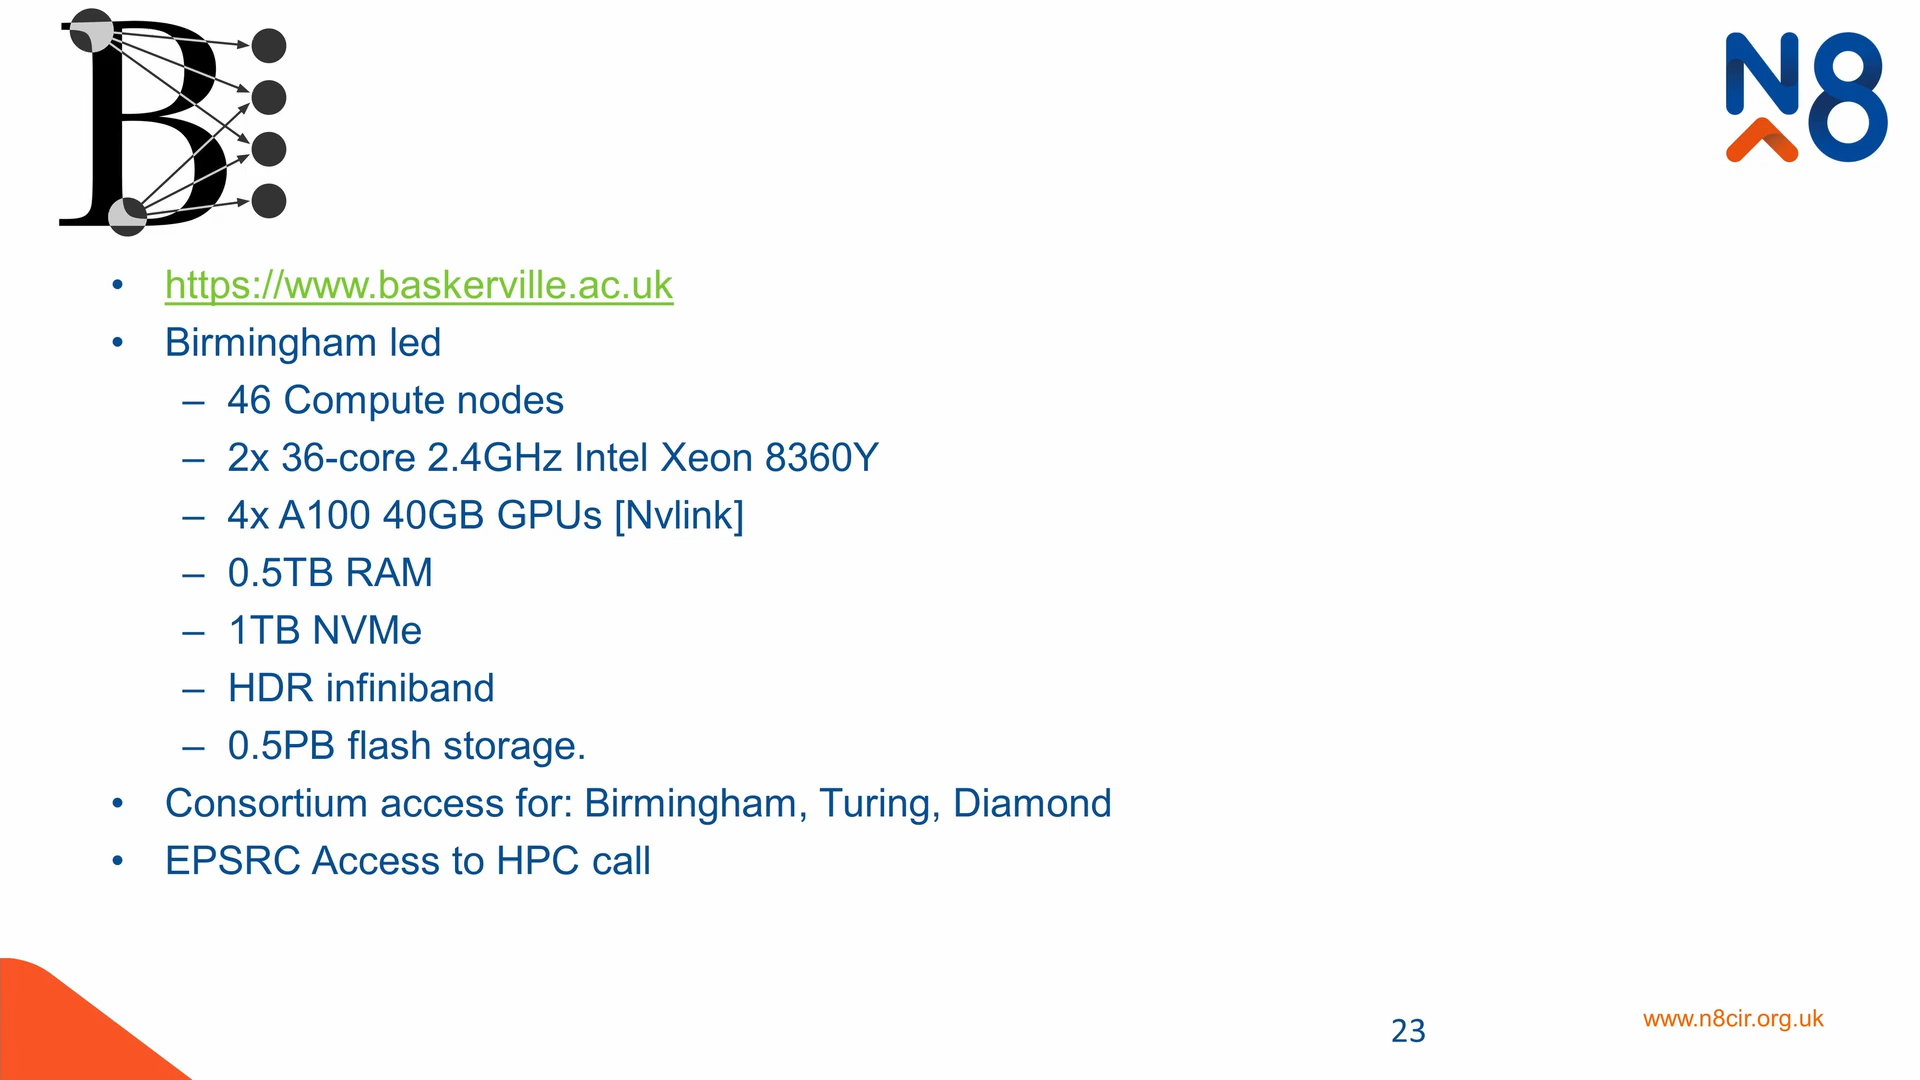 B
N8
• https://www.baskerville.ac.uk
• Birmingham led
– 46 Compute nodes
– 2x 36-core 2.4GHz Intel Xeon 8360Y
– 4x A100 40GB GPUs [Nvlink]
– 0.5TB RAM
– 1TB NVMe
– HDR infiniband
– 0.5PB flash storage.
• Consortium access for: Birmingham, Turing, Diamond
• EPSRC Access to HPC call
23
www.n8cir.org.uk